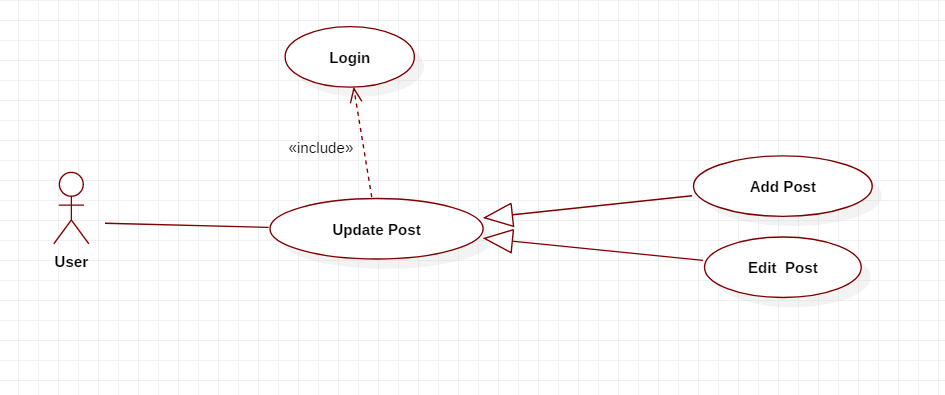 Login
«include»
Add Post
Update Post
User
Edit  Post